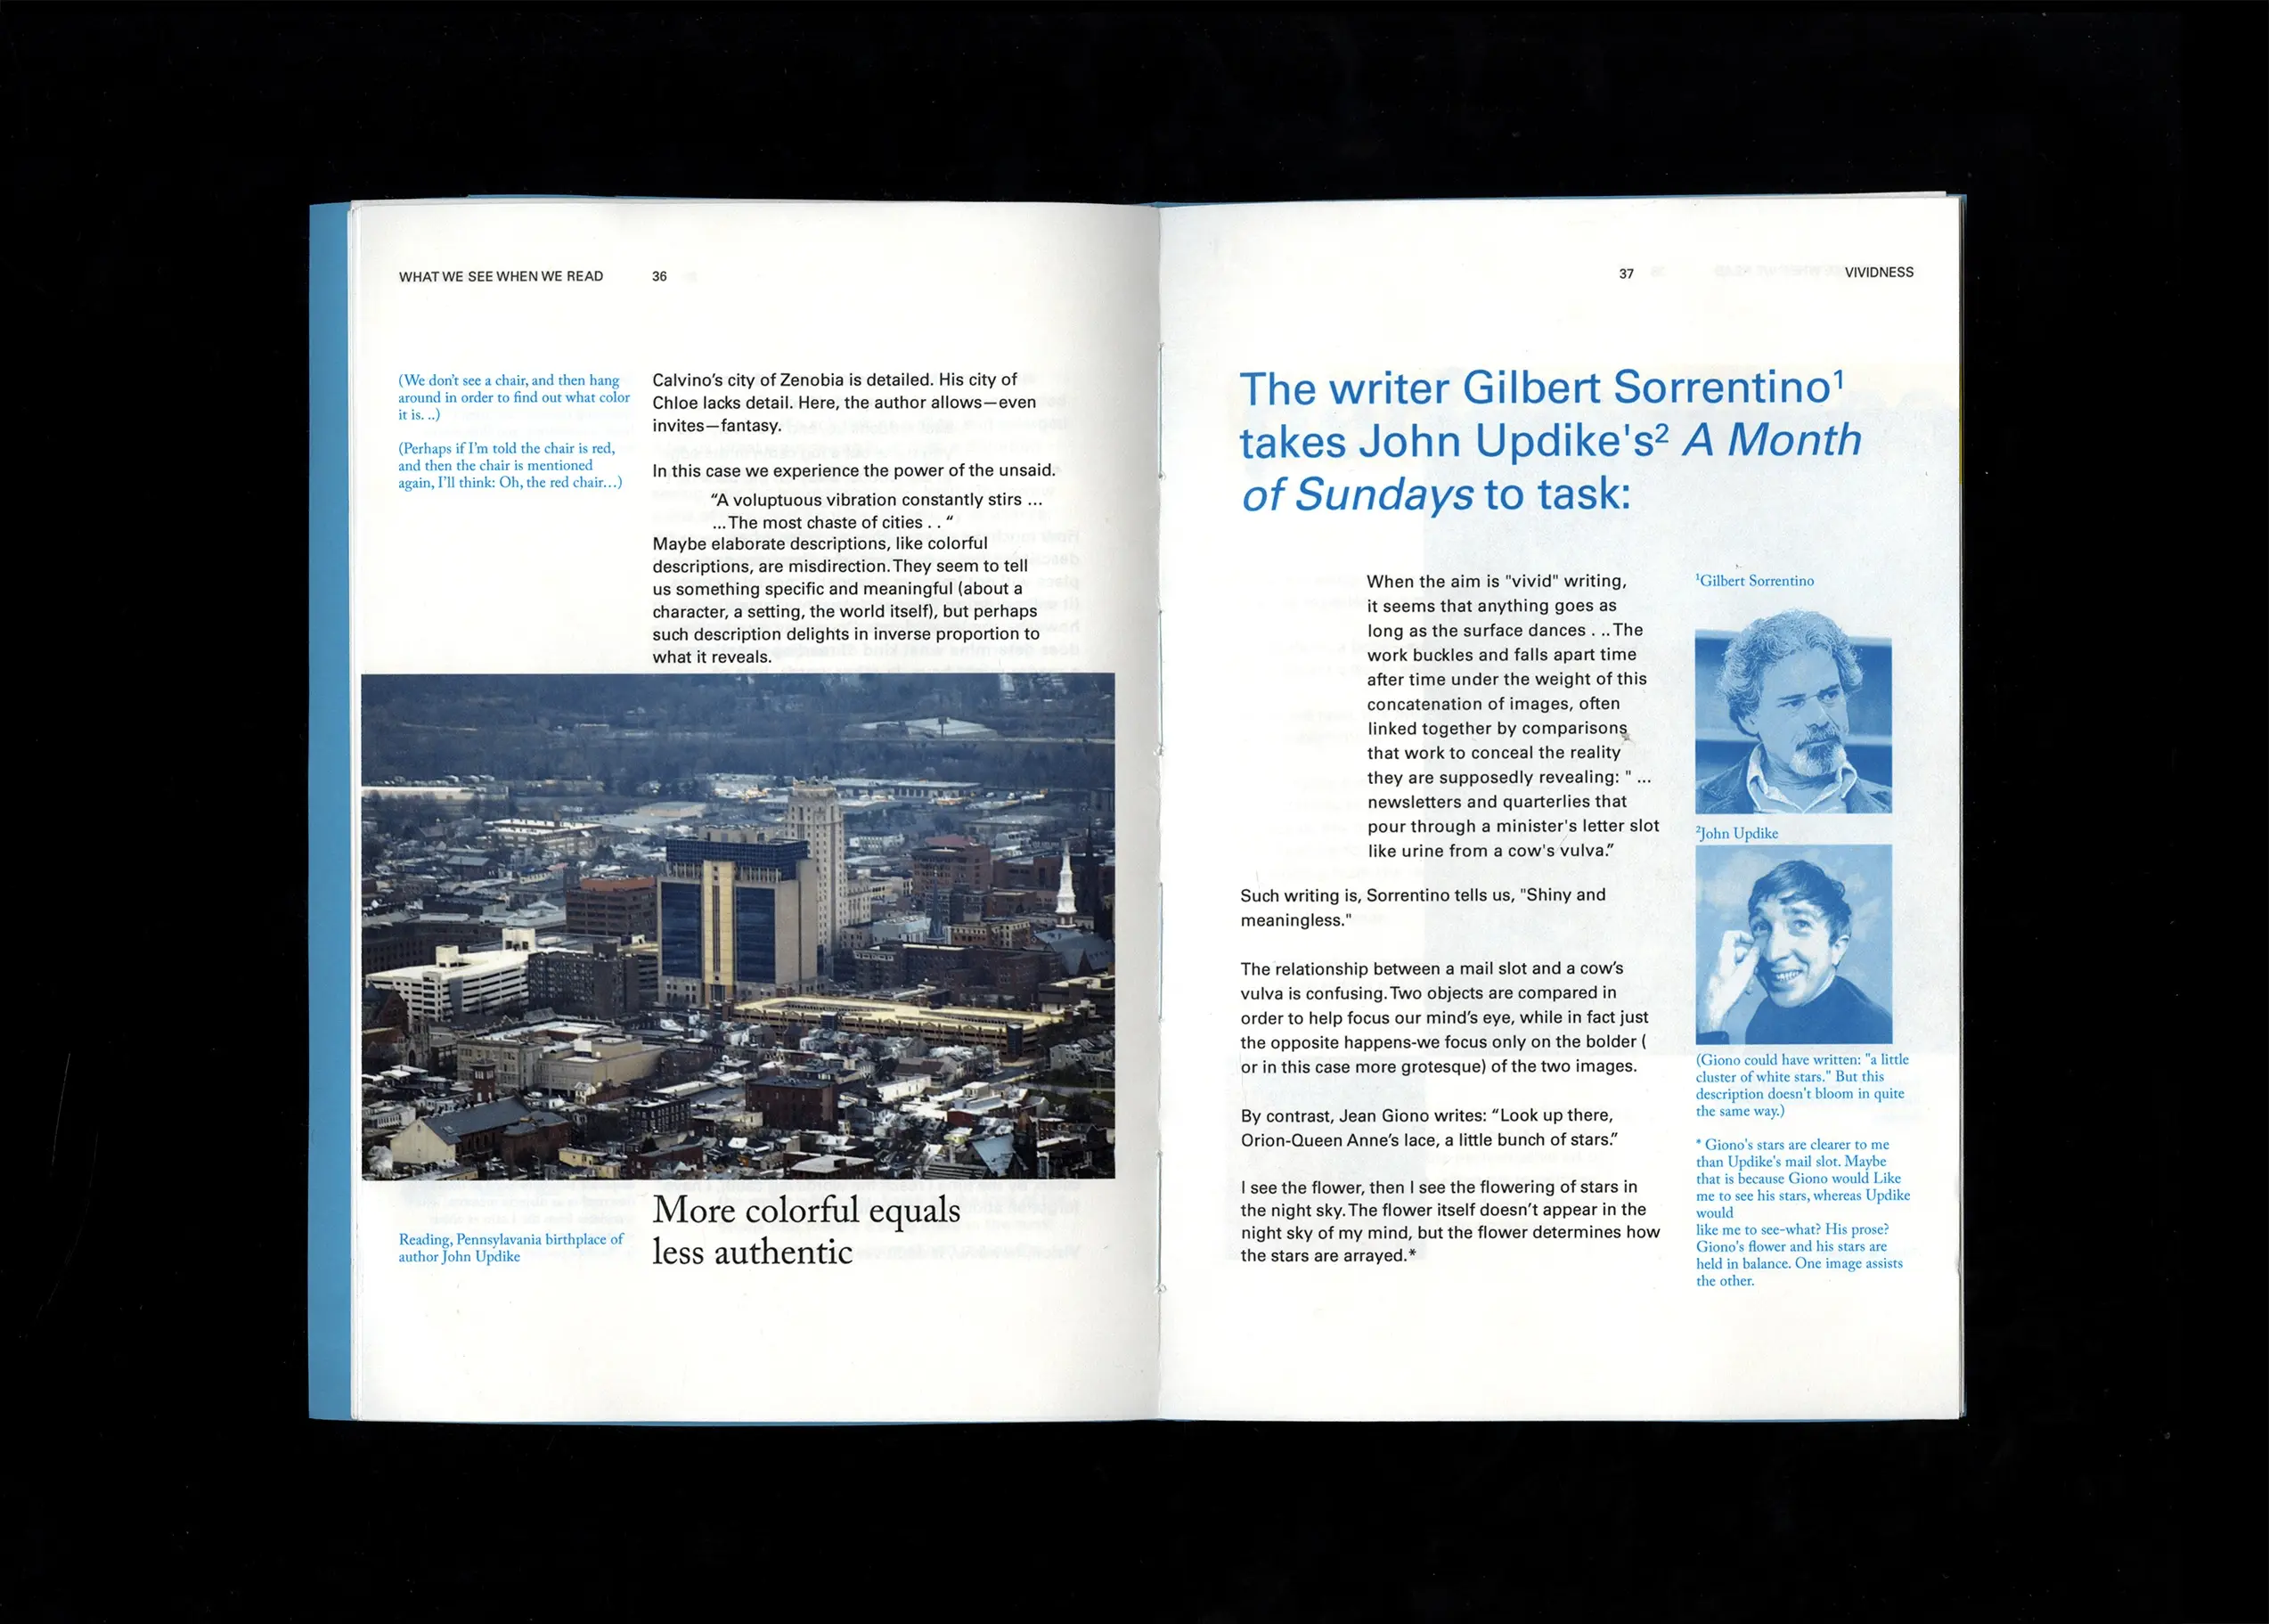 WHAT WE SEE WHEN WE READ
36
(We don't see a chair, and then hang
around in order to find out what color
it is. ..)
(Perhaps if I'm told the chair is red,
and then the chair is mentioned
again, I'll think: Oh, the red chair...)
Calvino's city of Zenobia is detailed. His city of
Chloe lacks detail. Here, the author allows—even
invites—fantasy.
In this case we experience the power of the unsaid.
“A voluptuous vibration constantly stirs ...
...The most chaste of cities . . “
Maybe elaborate descriptions, like colorful
descriptions, are misdirection. They seem to tell
us something specific and meaningful (about a
character, a setting, the world itself), but perhaps
such description delights in inverse proportion to
what it reveals.
Reading, Pennsylavania birthplace of
author John Updike
More colorful equals
less authentic
37
VIVIDNESS
The writer Gilbert Sorrentino¹
takes John Updike's² A Month
of Sundays to task:
When the aim is "vivid" writing,
it seems that anything goes as
long as the surface dances . .. The
work buckles and falls apart time
after time under the weight of this
concatenation of images, often
linked together by comparisons
that work to conceal the reality
they are supposedly revealing: " ...
newsletters and quarterlies that
pour through a minister's letter slot
like urine from a cow's vulva.”
Such writing is, Sorrentino tells us, "Shiny and
meaningless."
The relationship between a mail slot and a cow's
vulva is confusing. Two objects are compared in
order to help focus our mind's eye, while in fact just
the opposite happens-we focus only on the bolder (
or in this case more grotesque) of the two images.
By contrast, Jean Giono writes: “Look up there,
Orion-Queen Anne's lace, a little bunch of stars.”
I see the flower, then I see the flowering of stars in
the night sky. The flower itself doesn't appear in the
night sky of my mind, but the flower determines how
the stars are arrayed.*
¹Gilbert Sorrentino
²John Updike
(Giono could have written: "a little
cluster of white stars." But this
description doesn't bloom in quite
the same way.)
* Giono's stars are clearer to me
than Updike's mail slot. Maybe
that is because Giono would Like
me to see his stars, whereas Updike
would
like me to see-what? His prose?
Giono's flower and his stars are
held in balance. One image assists
the other.